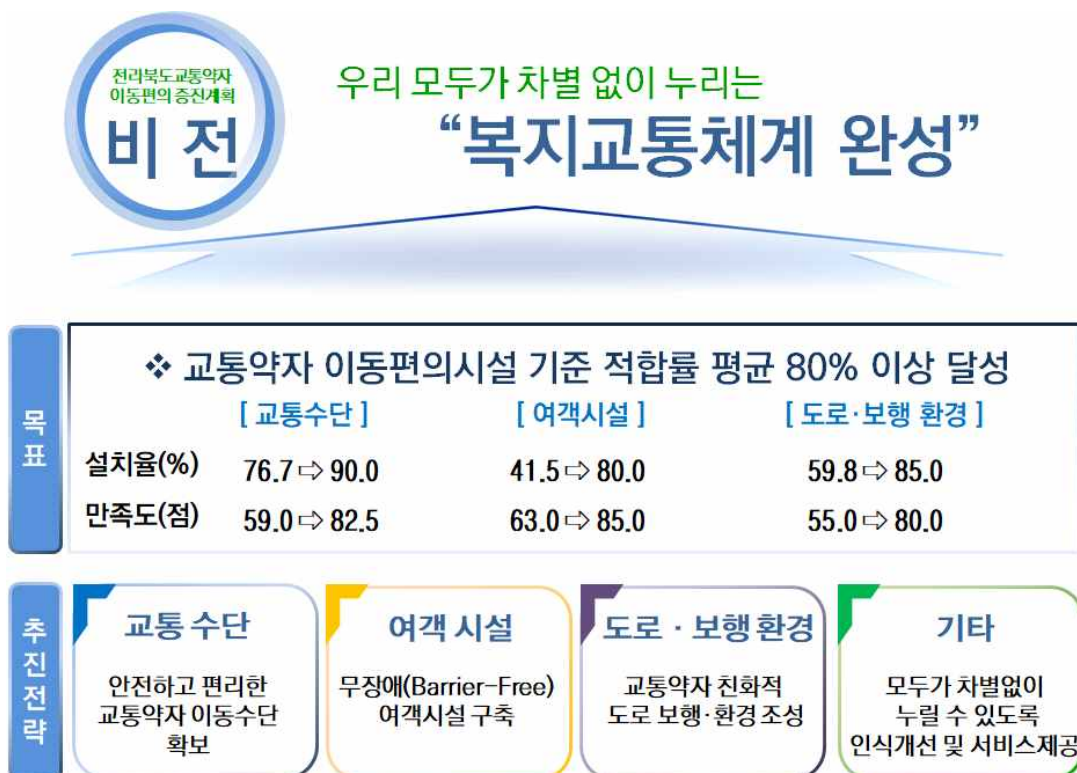 전라북도교통약자
이동편의 증진계획
비 전
우리 모두가 차별 없이 누리는
“복지교통체계 완성”
목표
❖ 교통약자 이동편의시설 기준 적합률 평균 80% 이상 달성
[ 교통수단 ] [ 여객시설 ] [ 도로·보행 환경 ]
설치율(%) 76.7⇨90.0 41.5⇨80.0 59.8⇨85.0
만족도(점) 59.0⇨82.5 63.0⇨85.0 55.0⇨80.0
추진전략
교통 수단
안전하고 편리한
교통약자 이동수단
확보
여객 시설
무장애(Barrier-Free)
여객시설 구축
도로 · 보행 환경
교통약자 친화적
도로 보행·환경 조성
기타
모두가 차별없이
누릴 수 있도록
인식개선 및 서비스제공